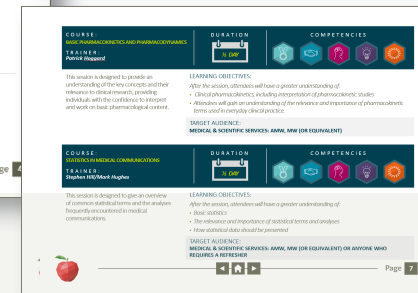 COURSE:
BASIC PHARMACOKINETICS AND PHARMACODYNAMICS
TRAINER:
Patrick Hoggard
DURATION
½ DAY
COMPETENCIES
This session is designed to provide an
understanding of the key concepts and their
relevance to clinical research, providing
individuals with the confidence to interpret
and work on basic pharmacological content.
LEARNING OBJECTIVES:
After the session, attendees will have a greater understanding of:
• Clinical pharmacokinetics, including interpretation of pharmacokinetic studies
• Attendees will gain an understanding of the relevance and importance of pharmacokinetic
terms used in everyday clinical practice.
TARGET AUDIENCE:
MEDICAL & SCIENTIFIC SERVICES: AMW, MW (OR EQUIVALENT)
COURSE:
STATISTICS IN MEDICAL COMMUNICATIONS
TRAINER:
Stephen Hill/Mark Hughes
DURATION
½ DAY
COMPETENCIES
This session is designed to give an overview
of common statistical terms and the analyses
frequently encountered in medical
communications.
LEARNING OBJECTIVES:
After the session, attendees will have a greater understanding of:
• Basic statistics
• The relevance and importance of statistical terms and analyses
• How statistical data should be presented
TARGET AUDIENCE:
MEDICAL & SCIENTIFIC SERVICES: AMW, MW (OR EQUIVALENT) OR ANYONE WHO
REQUIRES A REFRESHER
Page 7